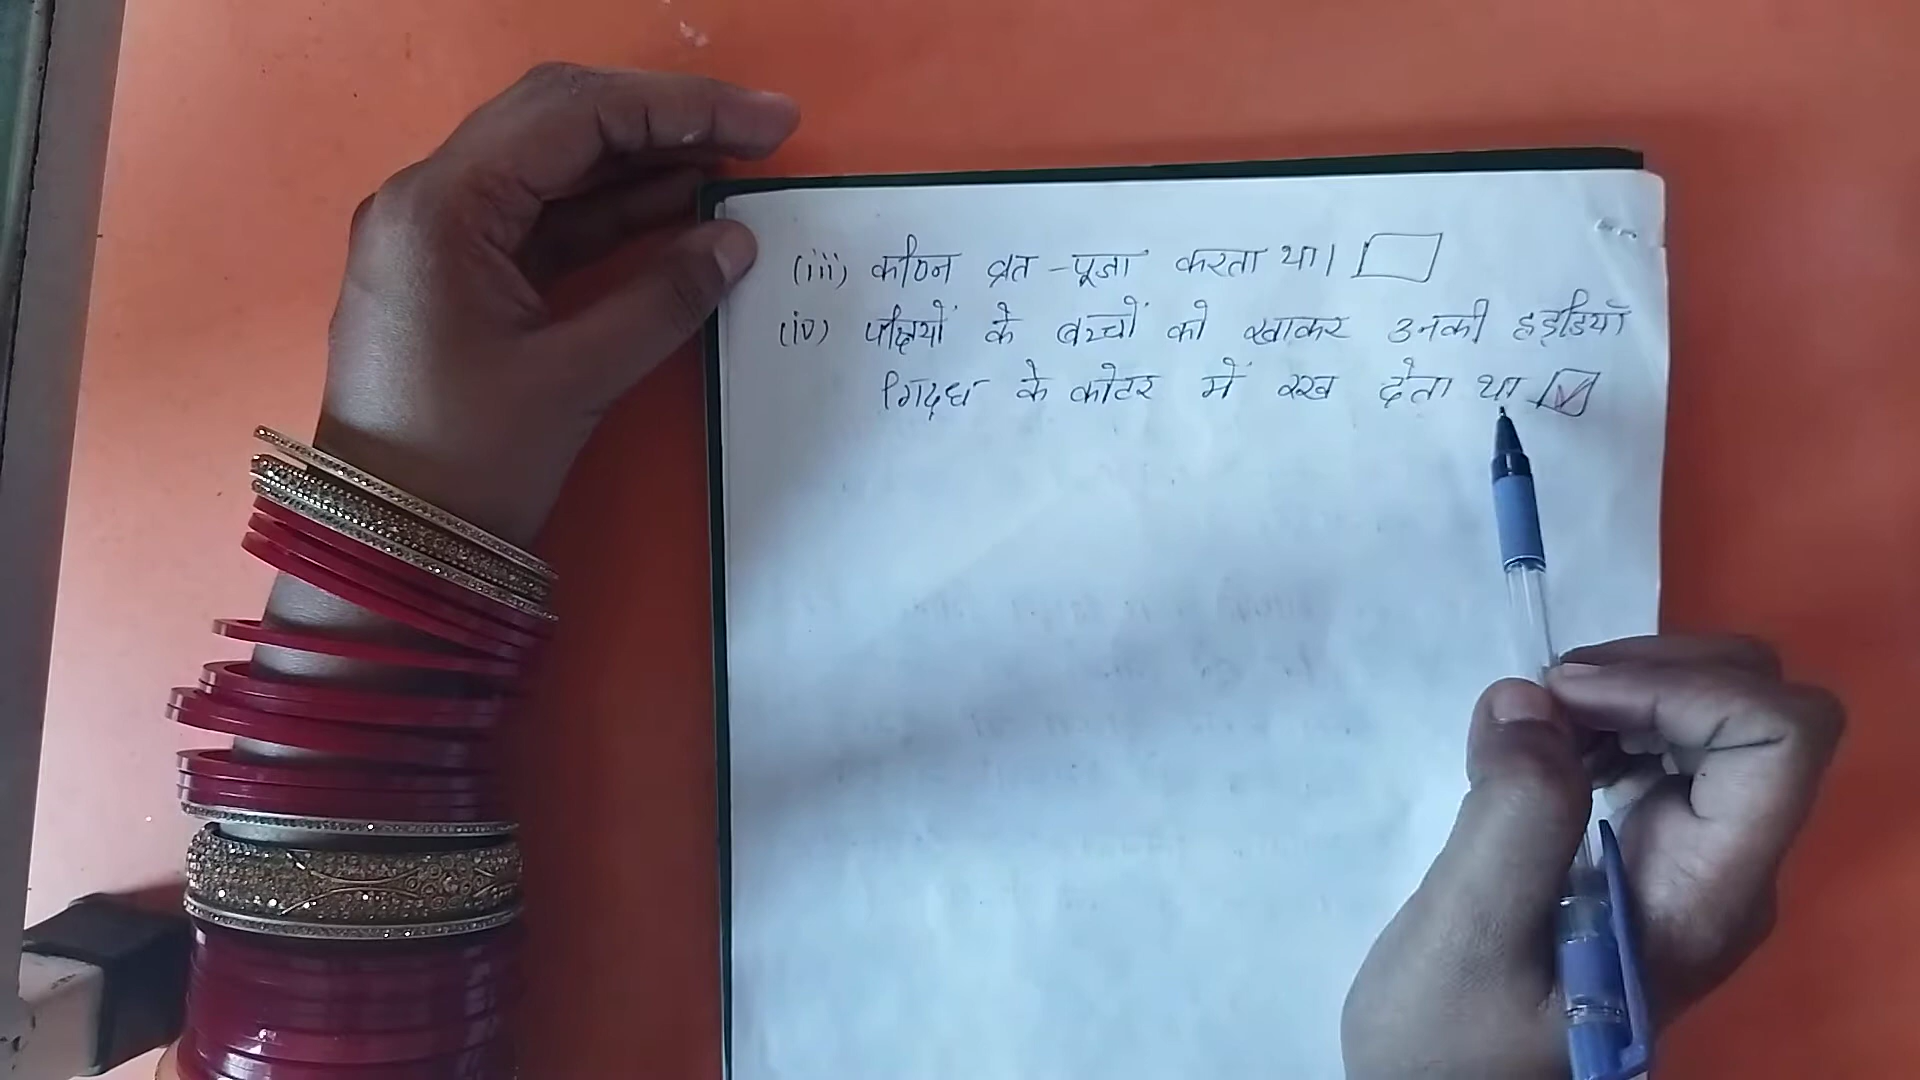 (iii) कठिन व्रत - पूजा करता था।
(iv) पक्षियों के बच्चों को खाकर उनकी हड्डियाँ
गिद्ध के कोटर में रख देता था